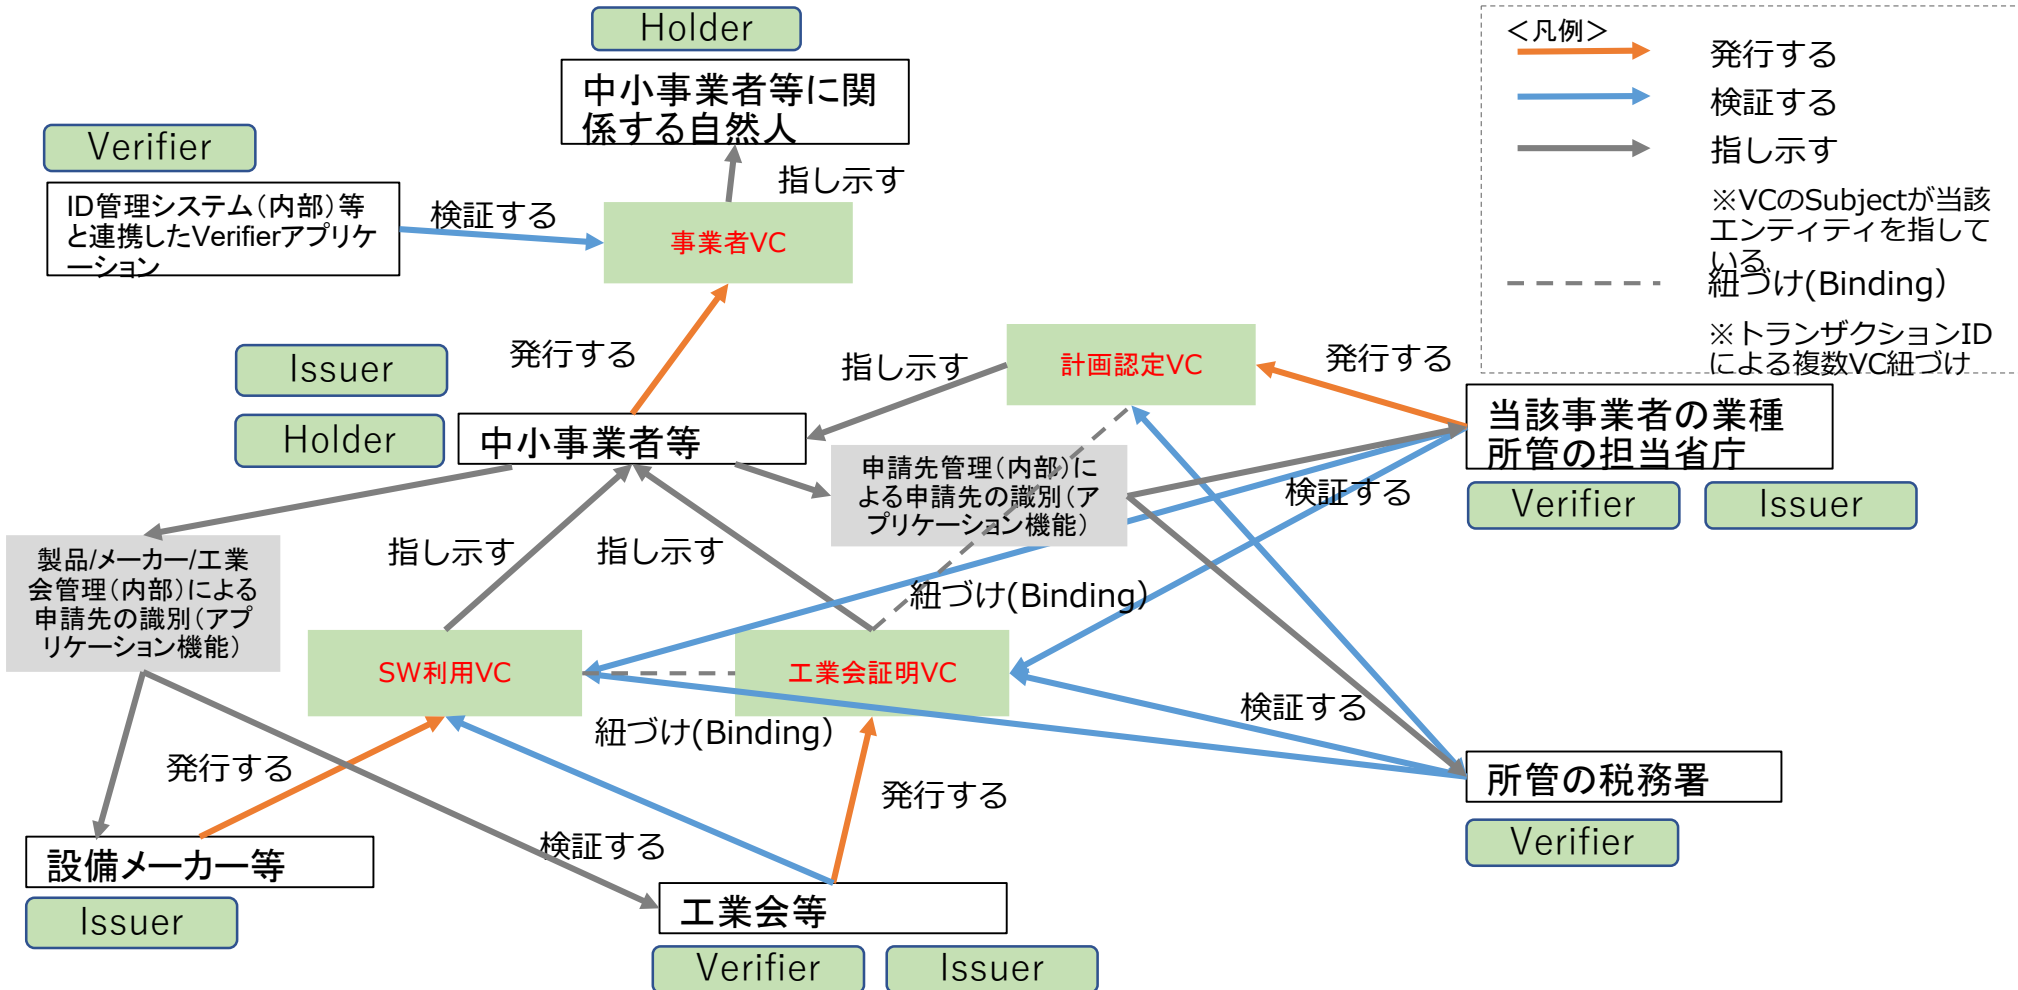 Holder
中小事業者等に関
係する自然人
<凡例>
発行する
検証する
指し示す
※VCのSubjectが当該
エンティティを指して
いる
紐づけ(Binding)
※トランザクションID
による複数VC紐づけ
Verifier
ID管理システム(内部)等
と連携したVerifierアプリケ
ーション
検証する
指し示す
事業者VC
発行する
Issuer
Holder
中小事業者等
指し示す
計画認定VC
発行する
当該事業者の業種
所管の担当省庁
Verifier
Issuer
申請先管理(内部)に
よる申請先の識別(ア
プリケーション機能)
検証する
製品/メーカー/工業
会管理(内部)による
申請先の識別(アプ
リケーション機能)
指し示す
指し示す
紐づけ(Binding)
SW利用VC
工業会証明VC
紐づけ(Binding)
検証する
発行する
発行する
所管の税務署
Verifier
設備メーカー等
Issuer
検証する
工業会等
Verifier
Issuer